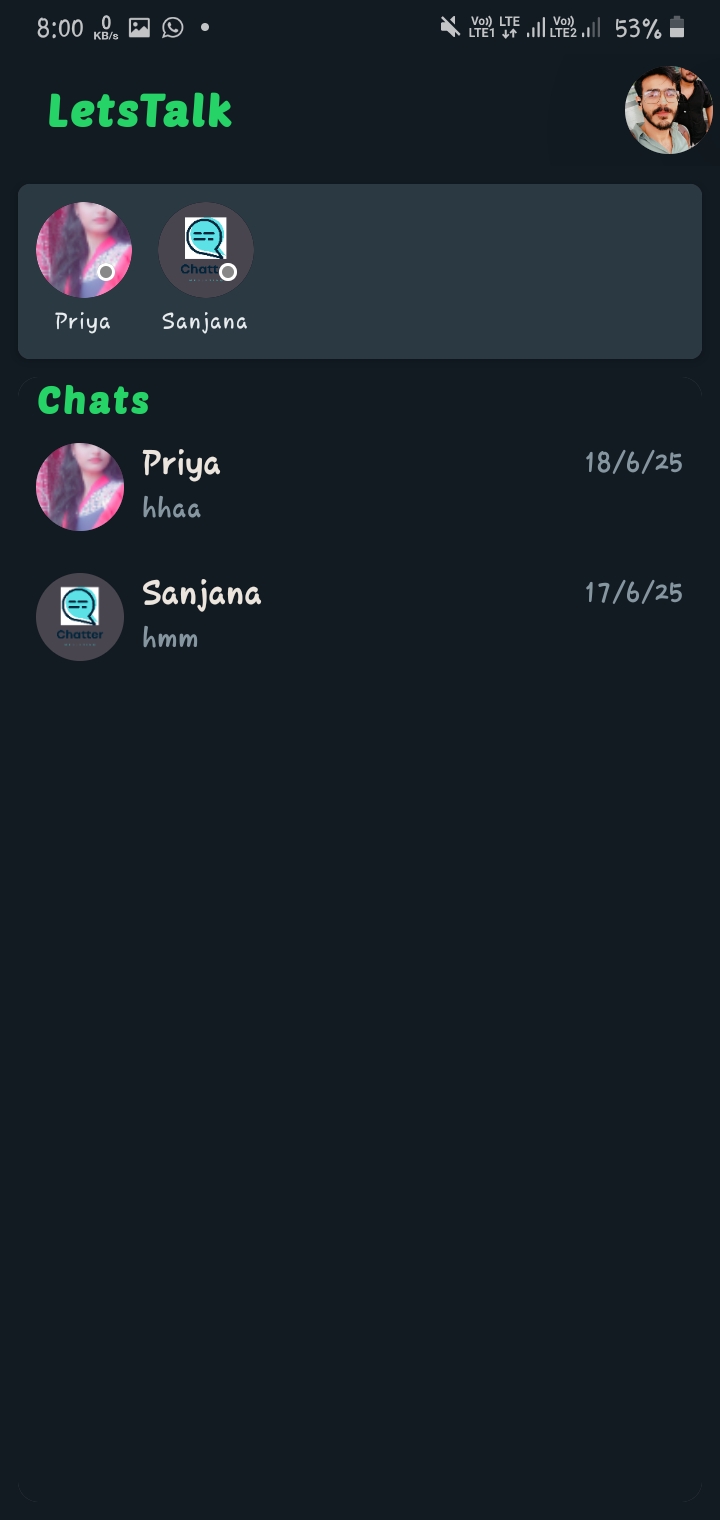 8:00 0 KB/s Vo)) LTE1 LTE Vo)) LTE2 53%
LetsTalk
Chatt
Priya Sanjana
Chats
Priya 18/6/25
hhaa
Sanjana 17/6/25
Chatter
hmm